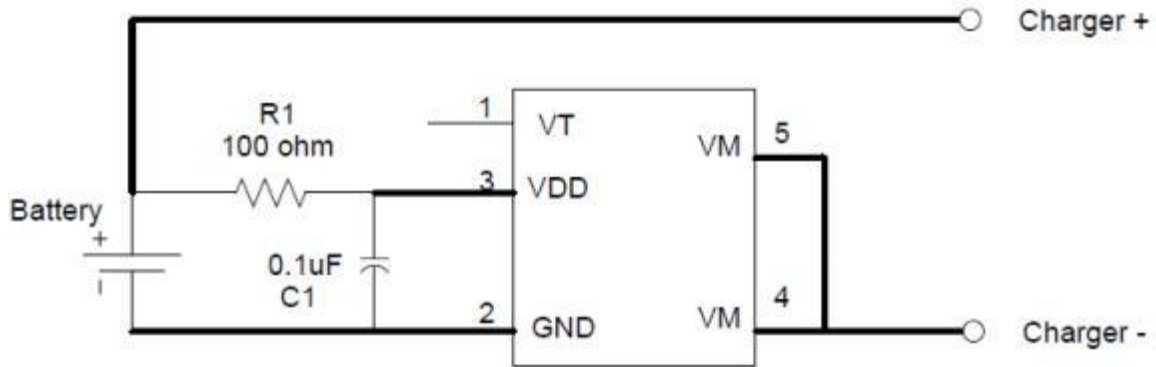 Charger +
R1
100 ohm
1
VT
VM
5
3
VDD
Battery
+
0.1uF
C1
–
2
GND
VM
4
Charger -